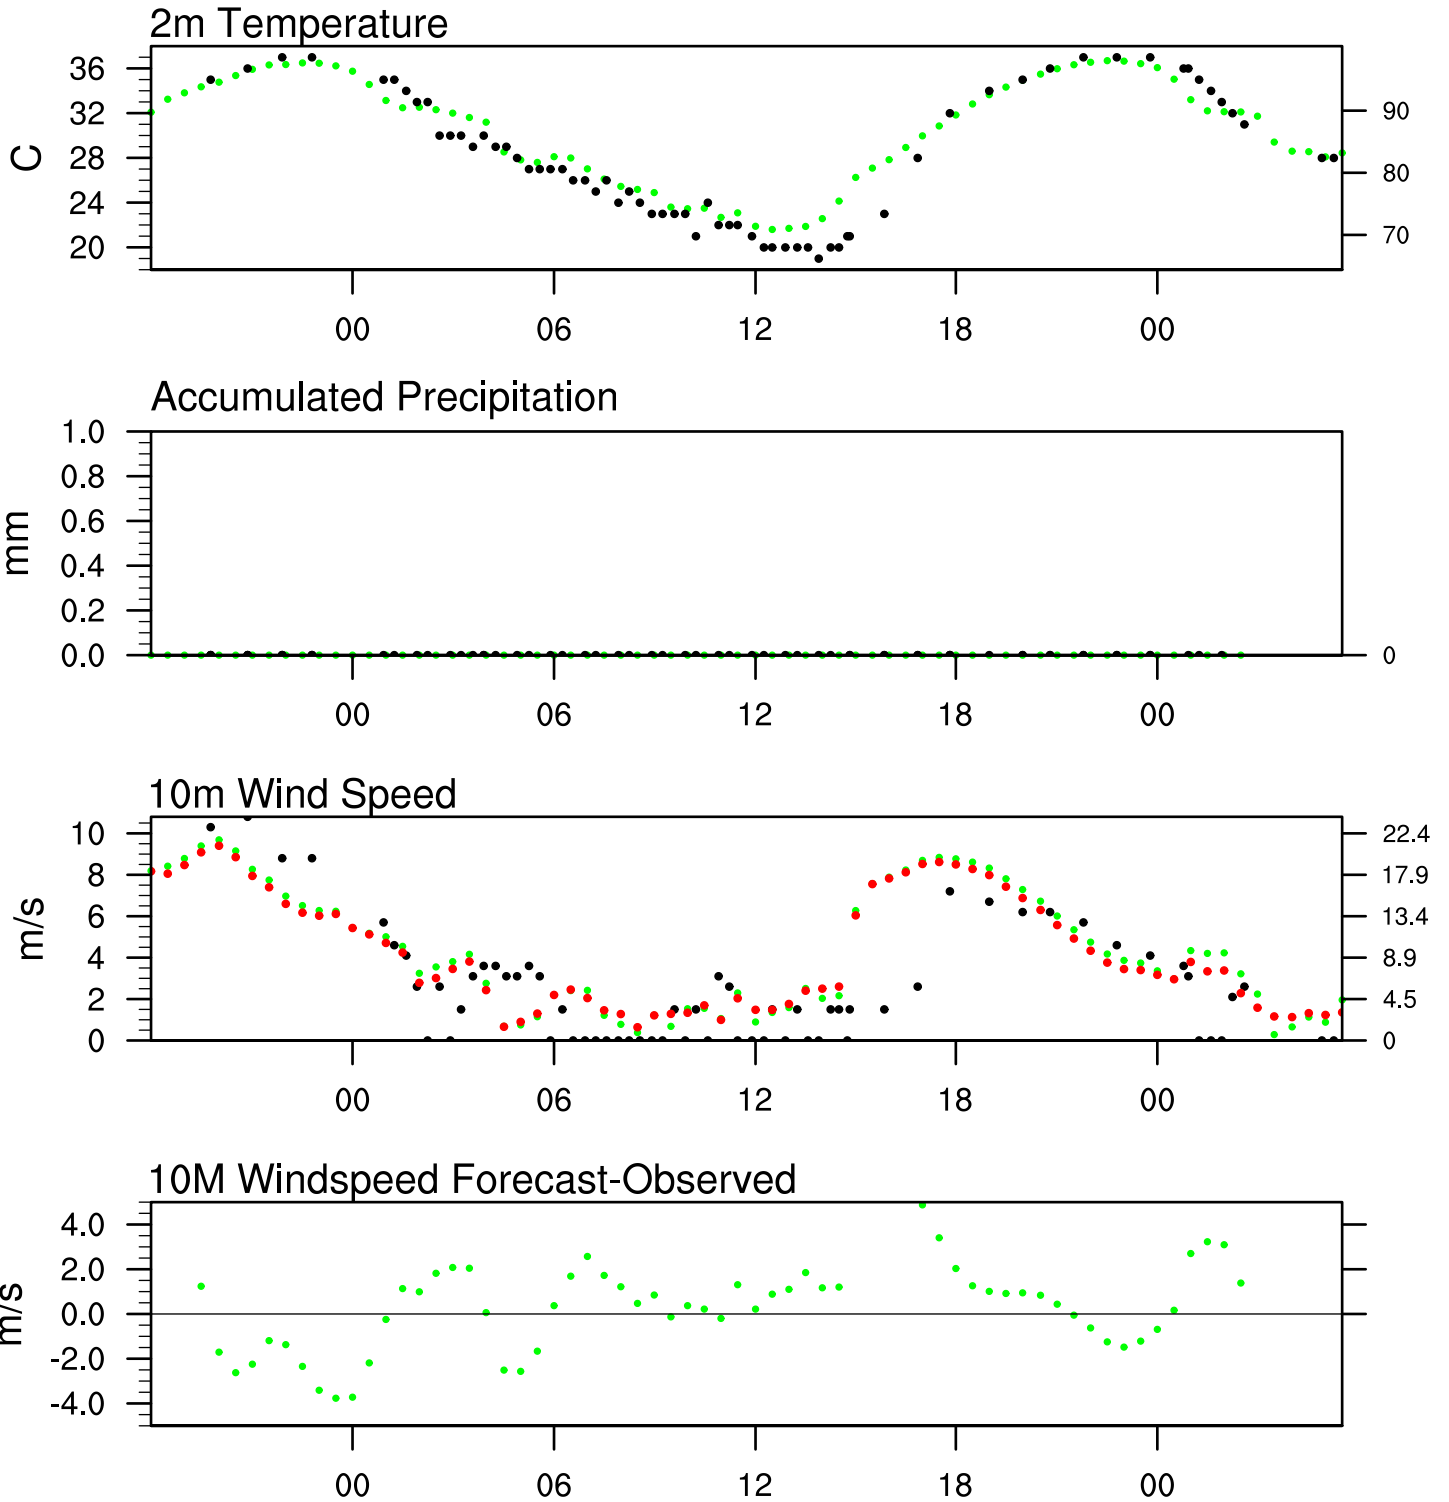 2m Temperature
36
32
28
24
20
C
90
80
70
00 06 12 18 00
Accumulated Precipitation
1.0
0.8
0.6
0.4
0.2
0.0
mm
0
00 06 12 18 00
10m Wind Speed
10
8
6
4
2
0
m/s
22.4
17.9
13.4
8.9
4.5
0
00 06 12 18 00
10M Windspeed Forecast-Observed
4.0
2.0
0.0
-2.0
-4.0
m/s
00 06 12 18 00